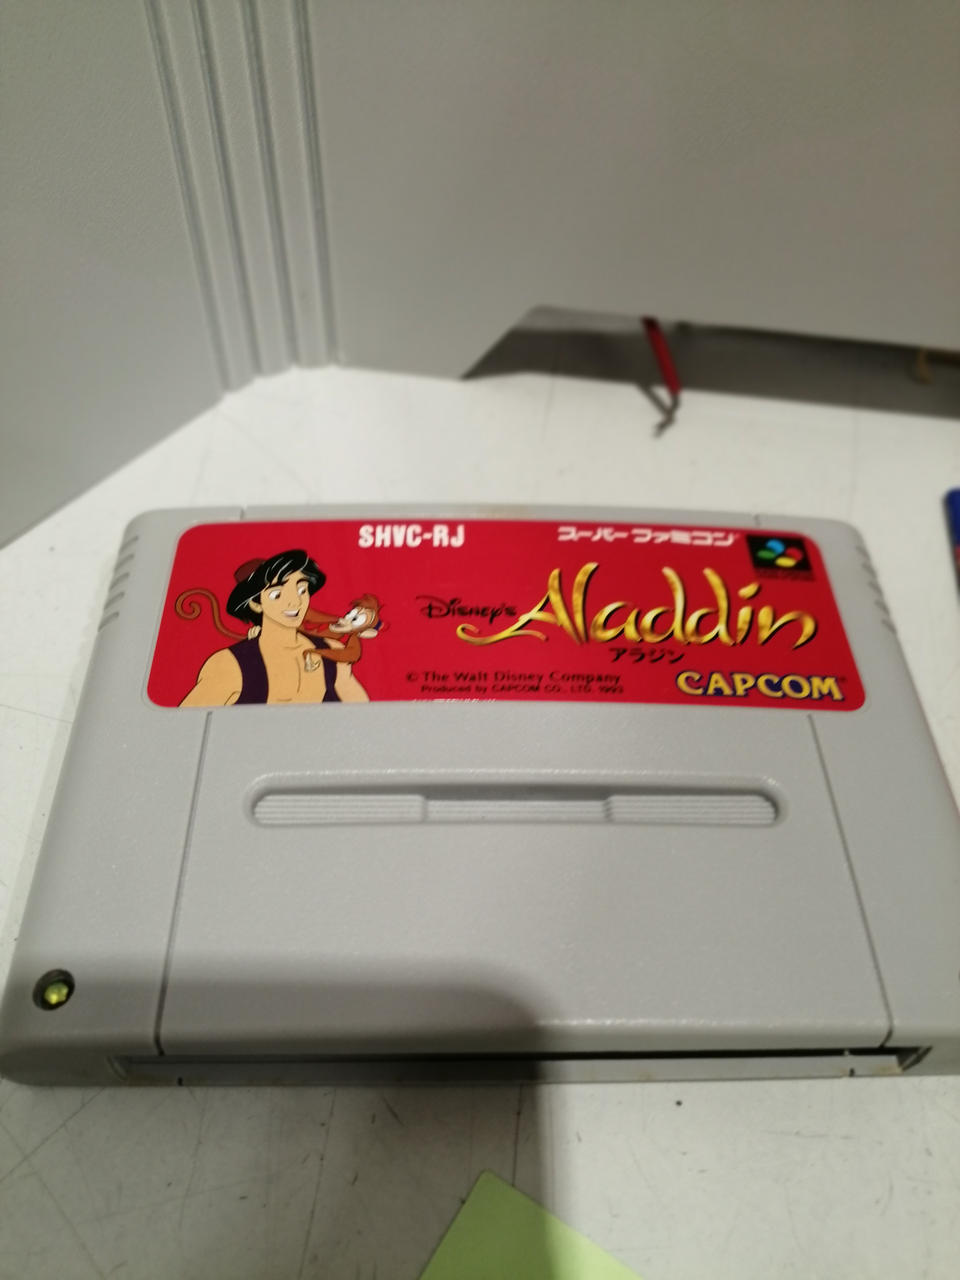 SHVC-RJ
スーパーファミコン
Disney's Aladdin
アラジン
© The Walt Disney Company
Produced by CAPCOM CO., LTD. 1993
CAPCOM®